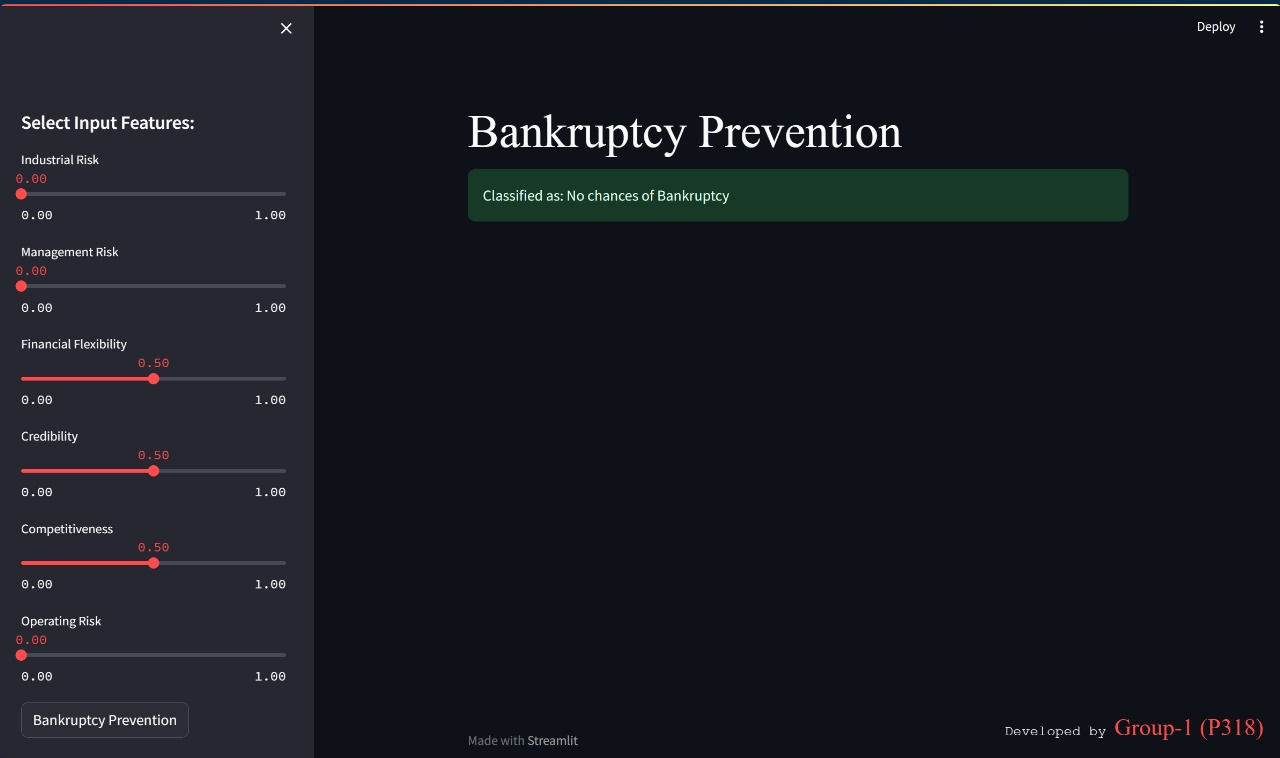 Deploy
Select Input Features:
Industrial Risk
0.00
0.00 1.00
Management Risk
0.00
0.00 1.00
Financial Flexibility
0.50
0.00 1.00
Credibility
0.50
0.00 1.00
Competitiveness
0.50
0.00 1.00
Operating Risk
0.00
0.00 1.00
Bankruptcy Prevention
Bankruptcy Prevention
Classified as: No chances of Bankruptcy
Made with Streamlit
Developed by Group-1 (P318)